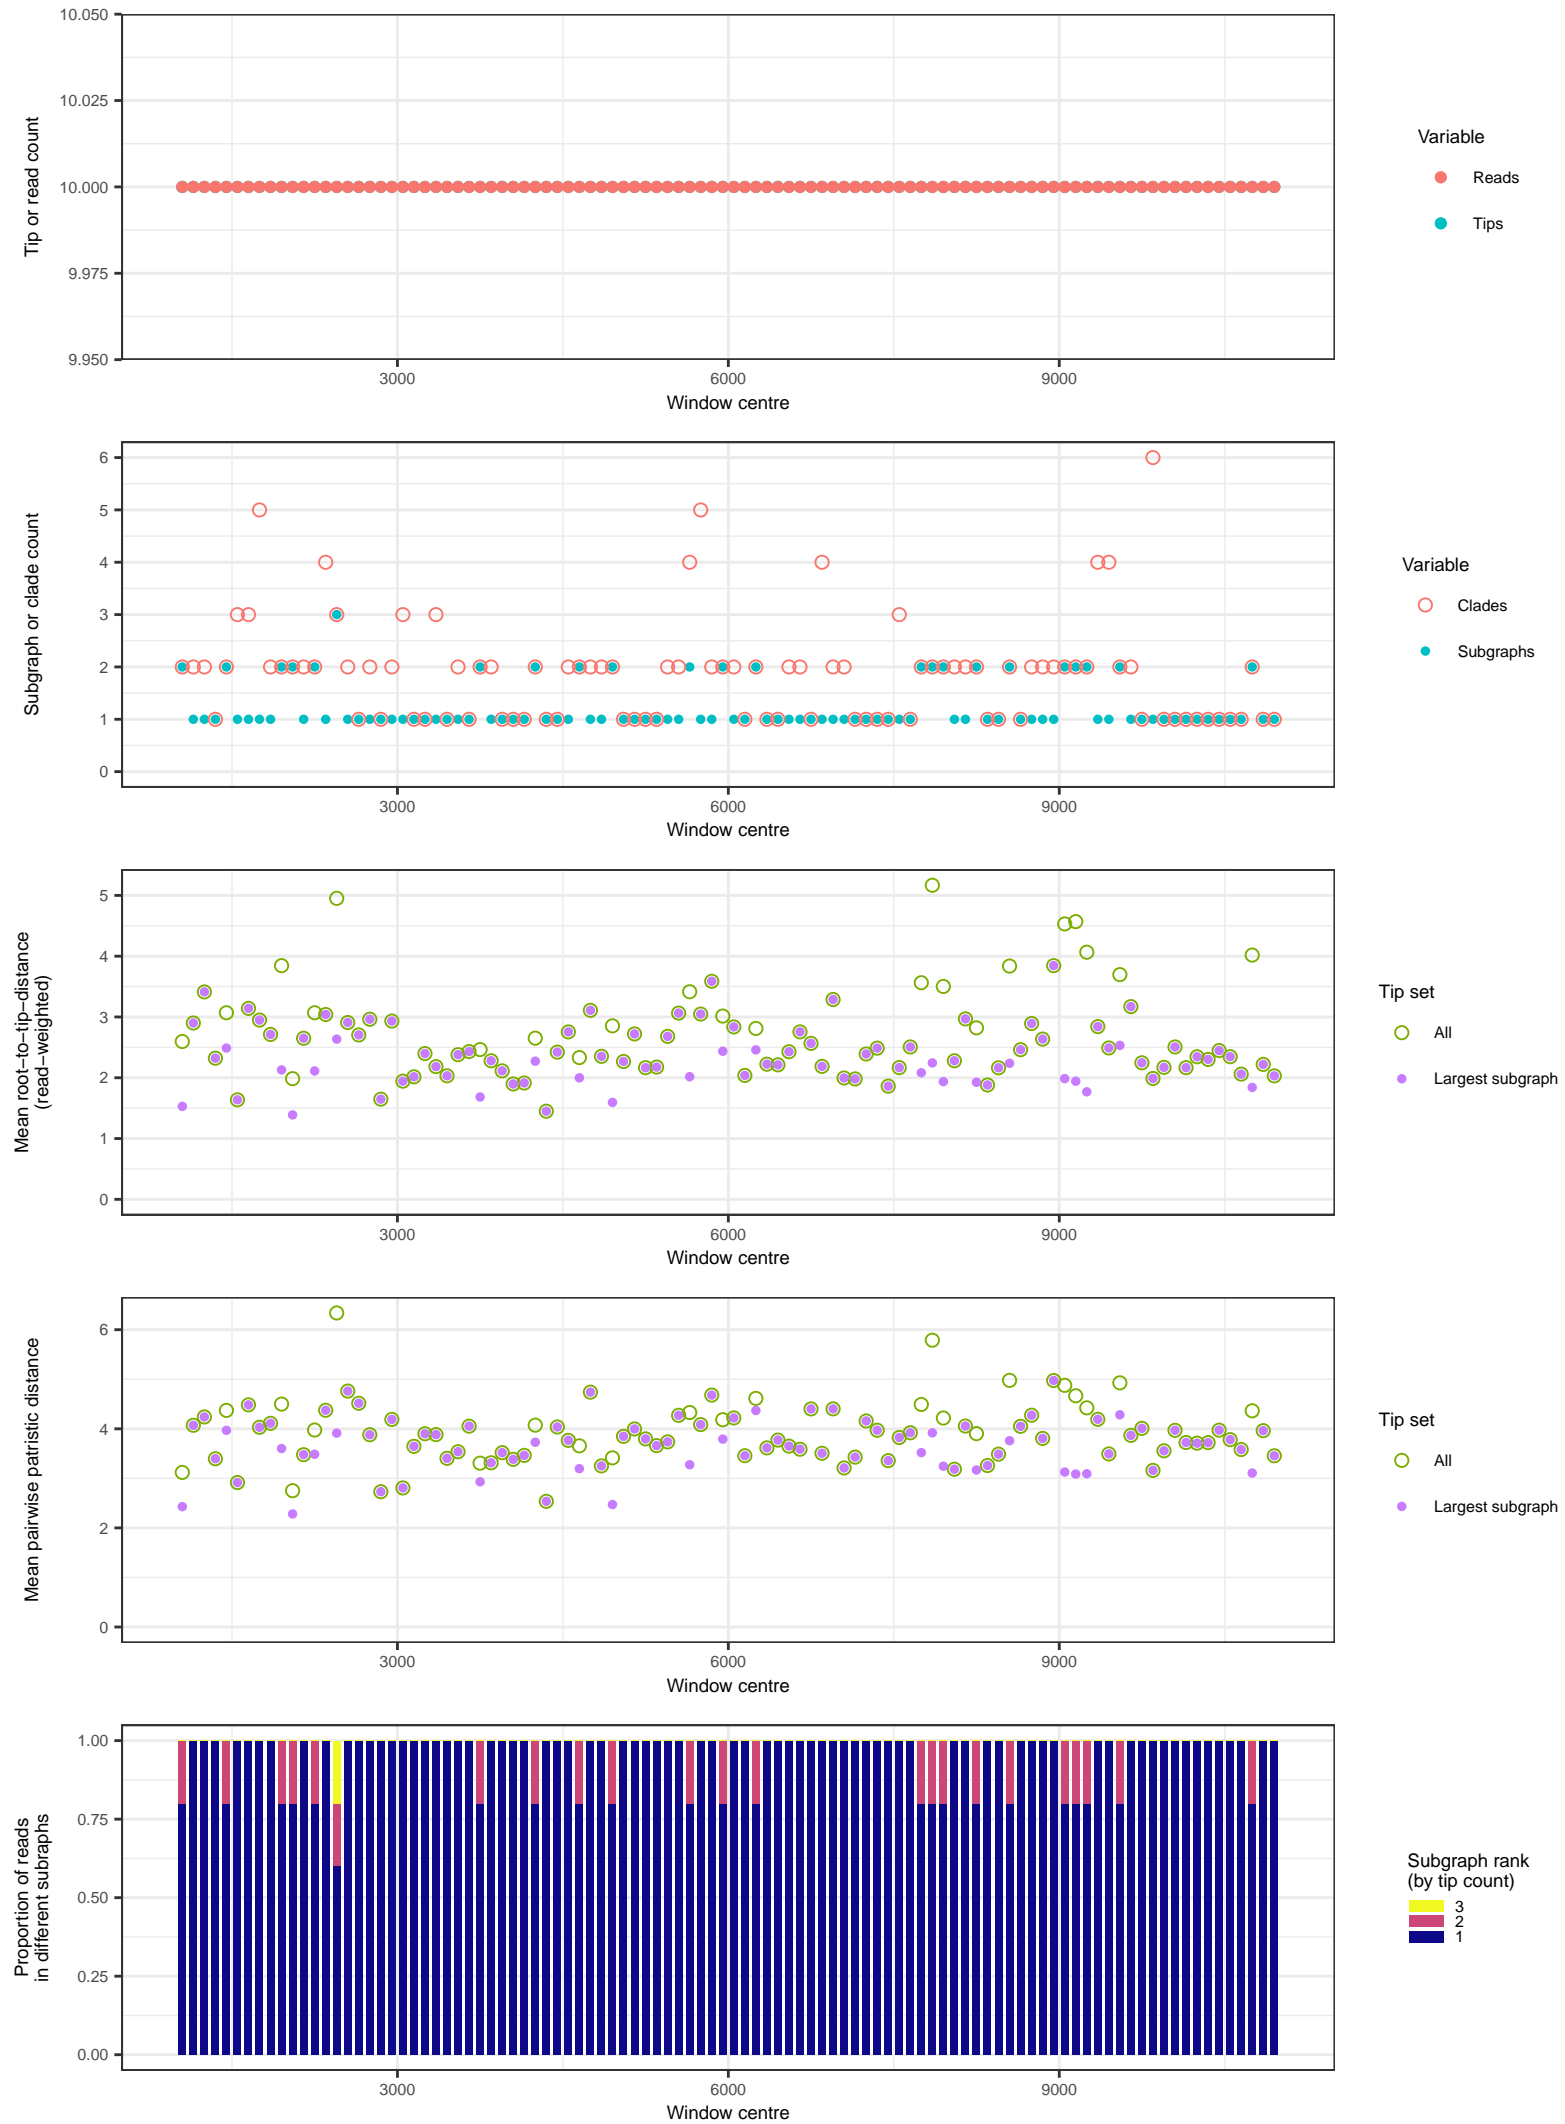 10.050
10.025
10.000
9.975
9.950
Tip or read count
3000
6000
9000
Window centre
Variable
Reads
Tips
6
5
4
3
2
1
0
Subgraph or clade count
3000
6000
9000
Window centre
Variable
Clades
Subgraphs
5
4
3
2
1
0
Mean root−to−tip−distance
(read−weighted)
3000
6000
9000
Window centre
Tip set
All
Largest subgraph
6
4
2
0
Mean pairwise patristic distance
3000
6000
9000
Window centre
Tip set
All
Largest subgraph
1.00
0.75
0.50
0.25
0.00
Proportion of reads
in different subraphs
3000
6000
9000
Window centre
Subgraph rank
(by tip count)
3
2
1